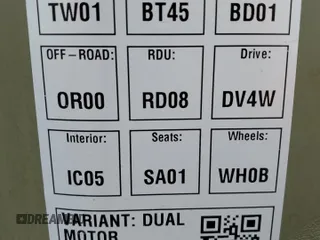 TW01 BT45 BD01
OFF-ROAD: RDU: Drive:
OR00 RD08 DV4W
Interior: Seats: Wheels:
IC05 SA01 WH0B
VARIANT: DUAL
MOTOR
DREAMBID